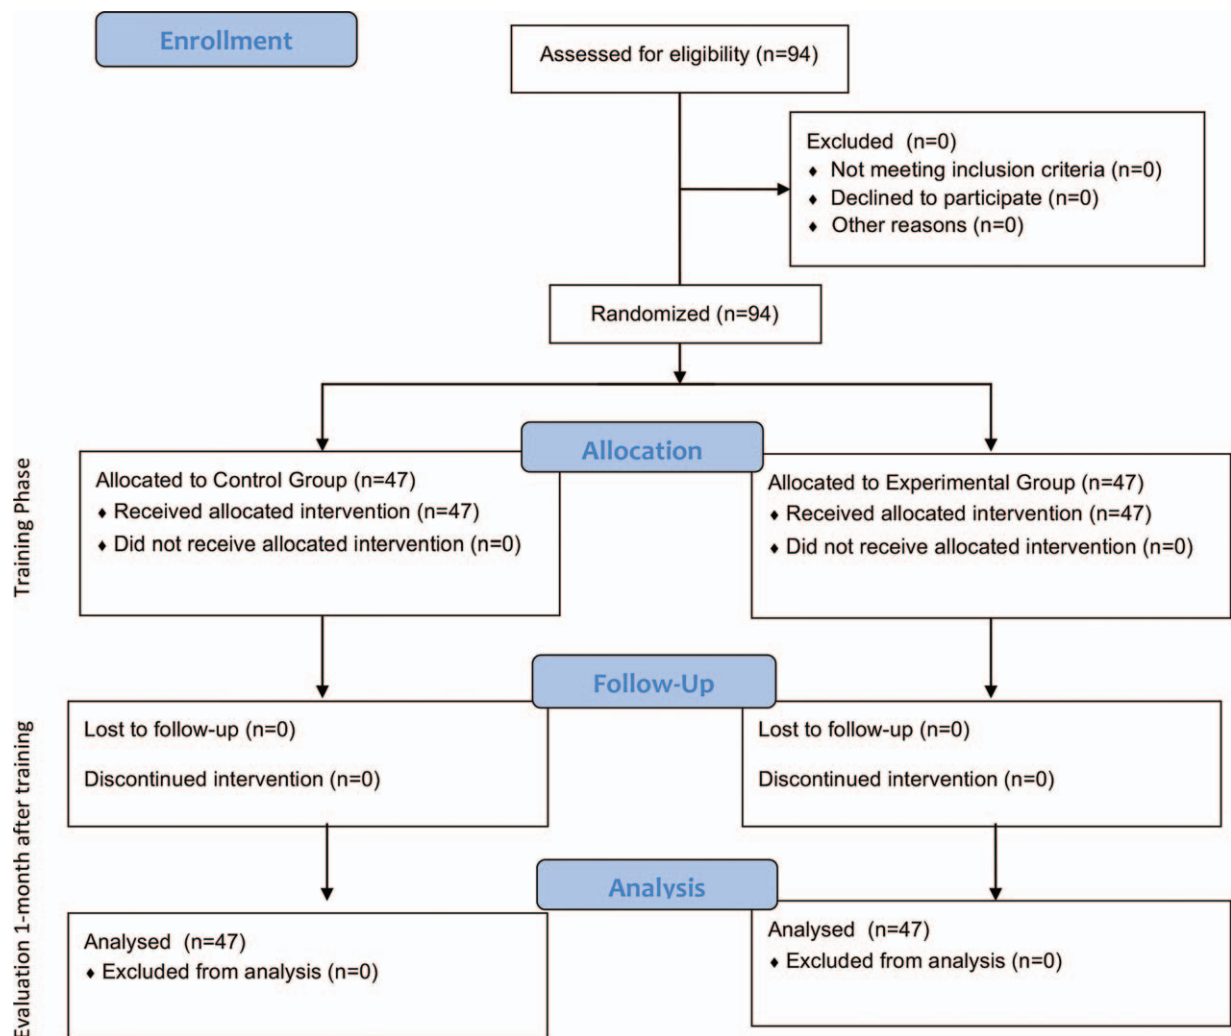 Enrollment
Assessed for eligibility (n=94)
Excluded (n=0)
♦ Not meeting inclusion criteria (n=0)
♦ Declined to participate (n=0)
♦ Other reasons (n=0)
Randomized (n=94)
Training Phase
Allocation
Allocated to Control Group (n=47)
♦ Received allocated intervention (n=47)
♦ Did not receive allocated intervention (n=0)
Allocated to Experimental Group (n=47)
♦ Received allocated intervention (n=47)
♦ Did not receive allocated intervention (n=0)
Evaluation 1-month after training
Follow-Up
Lost to follow-up (n=0)
Discontinued intervention (n=0)
Lost to follow-up (n=0)
Discontinued intervention (n=0)
Analysis
Analysed (n=47)
♦ Excluded from analysis (n=0)
Analysed (n=47)
♦ Excluded from analysis (n=0)